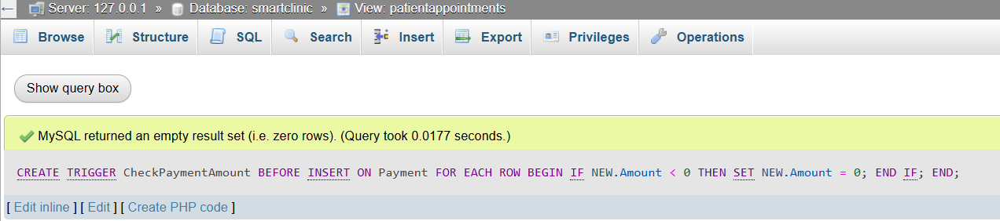 ← Server: 127.0.0.1 » Database: smartclinic » View: patientappointments
Browse Structure SQL Search Insert Export Privileges Operations
Show query box
MySQL returned an empty result set (i.e. zero rows). (Query took 0.0177 seconds.)
CREATE TRIGGER CheckPaymentAmount BEFORE INSERT ON Payment FOR EACH ROW BEGIN IF NEW.Amount < 0 THEN SET NEW.Amount = 0; END IF; END;
[ Edit inline ] [ Edit ] [ Create PHP code ]